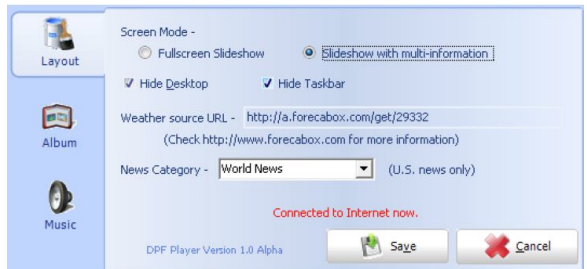 Screen Mode -
Fullscreen Slideshow
Slideshow with multi-information
Layout
Hide Desktop
Hide Taskbar
Weather source URL - http://a.forecabox.com/get/29332
(Check http://www.forecabox.com for more information)
Album
News Category - World News (U.S. news only)
Connected to Internet now.
Music
DPF Player Version 1.0 Alpha
Save
Cancel